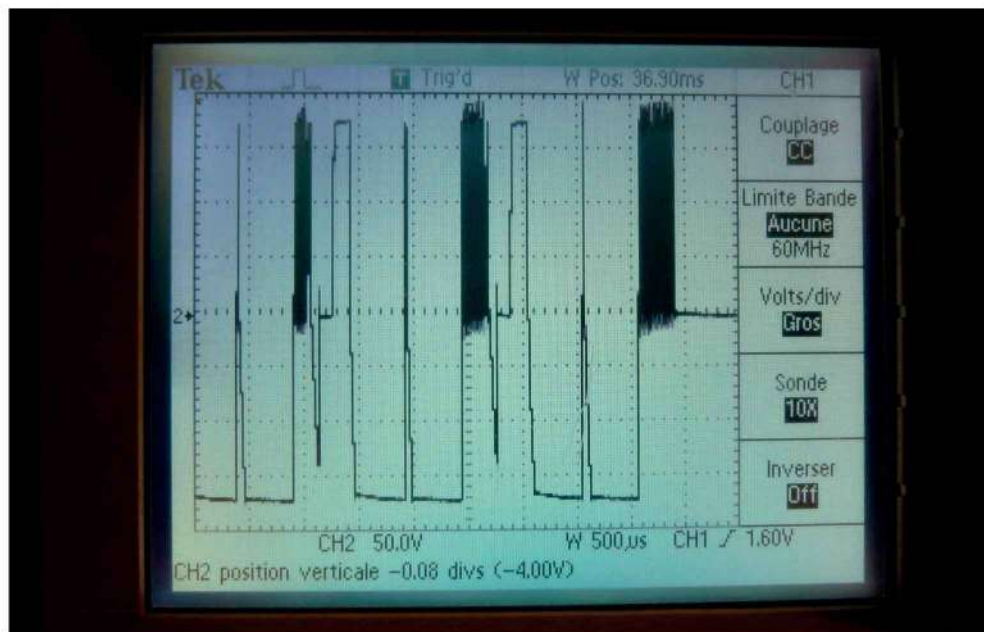 Tek T Trig'd W Pos: 36.90ms CH1
Couplage
CC
Limite Bande
Aucune
60MHz
Volts/div
Gros
Sonde
10X
Inverser
Off
2
CH2 50.0V W 500µs CH1 1.60V
CH2 position verticale -0.08 divs (-4.00V)